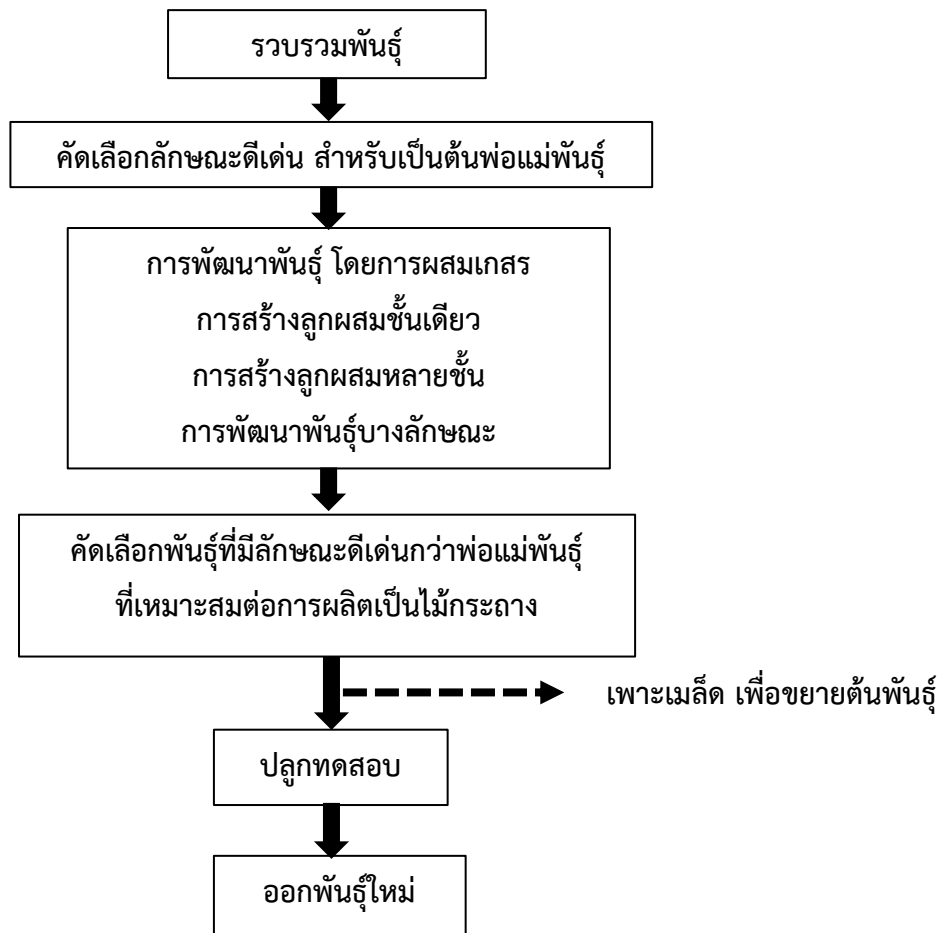 รวบรวมพันธุ์
คัดเลือกลักษณะดีเด่น สำหรับเป็นต้นพ่อแม่พันธุ์
การพัฒนาพันธุ์ โดยการผสมเกสร
การสร้างลูกผสมชั้นเดียว
การสร้างลูกผสมหลายชั้น
การพัฒนาพันธุ์บางลักษณะ
คัดเลือกพันธุ์ที่มีลักษณะดีเด่นกว่าพ่อแม่พันธุ์
ที่เหมาะสมต่อการผลิตเป็นไม้กระถาง
เพาะเมล็ด เพื่อขยายต้นพันธุ์
ปลูกทดสอบ
ออกพันธุ์ใหม่